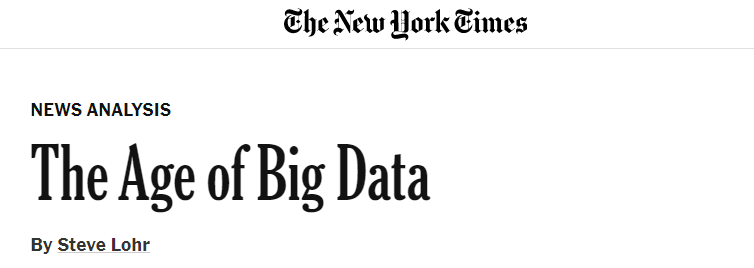 The New York Times
NEWS ANALYSIS
The Age of Big Data
By Steve Lohr